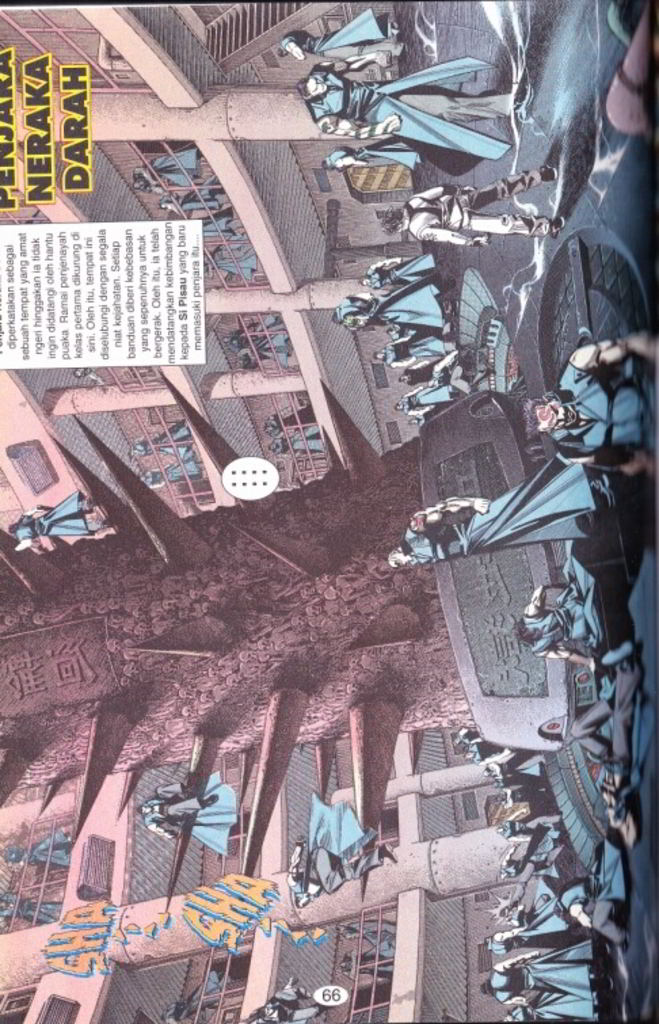 PENJARA
NERAKA
DARAH
diperkatakan sebagai
sebuah tempat yang amat
ngeri hinggakan ia tidak
ingin didatangi oleh hantu
puaka. Ramai penjenayah
kelas pertama dikurung di
sini. Oleh itu, tempat ini
diselubungi dengan segala
niat kejahatan. Setiap
banduan diberi kebebasan
yang sepenuhnya untuk
bergerak. Oleh itu, ia telah
mendatangkan kebimbangan
kepada Si Pisau yang baru
memasuki penjara itu....
SHA
SHA
66